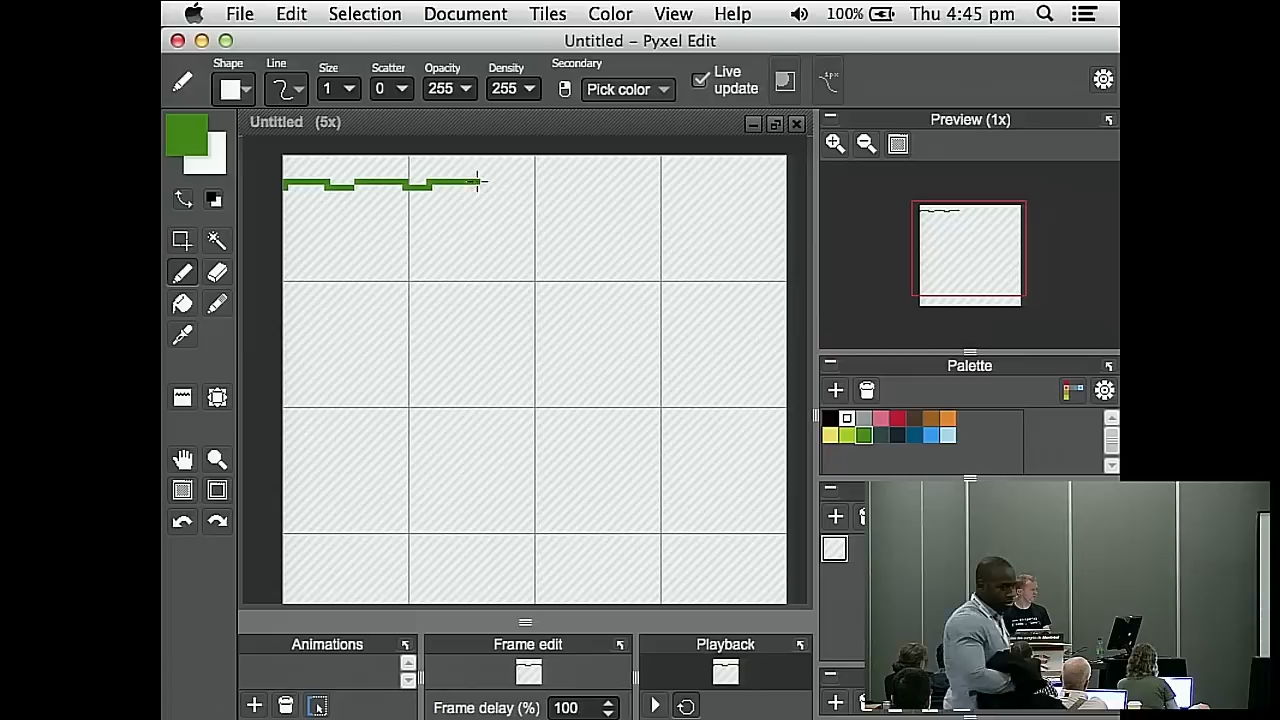 File Edit Selection Document Tiles Color View Help 100% Thu 4:45 pm
Untitled – Pyxel Edit
Shape Line Size Scatter Opacity Density Secondary
1 0 255 255 Pick color Live update
Untitled (5x)
Preview (1x)
Palette
Animations Frame edit Playback
Frame delay (%) 100